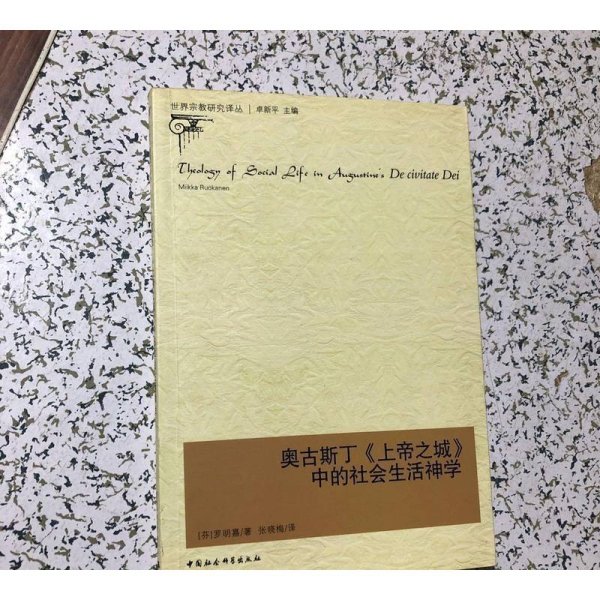 世界宗教研究译丛 | 卓新平 主编
Theology of Social Life in Augustine's De civitate Dei
Miikka Ruokanen
奥古斯丁《上帝之城》
中的社会生活神学
[芬]罗明嘉/著 张晓梅/译
中国社会科学出版社